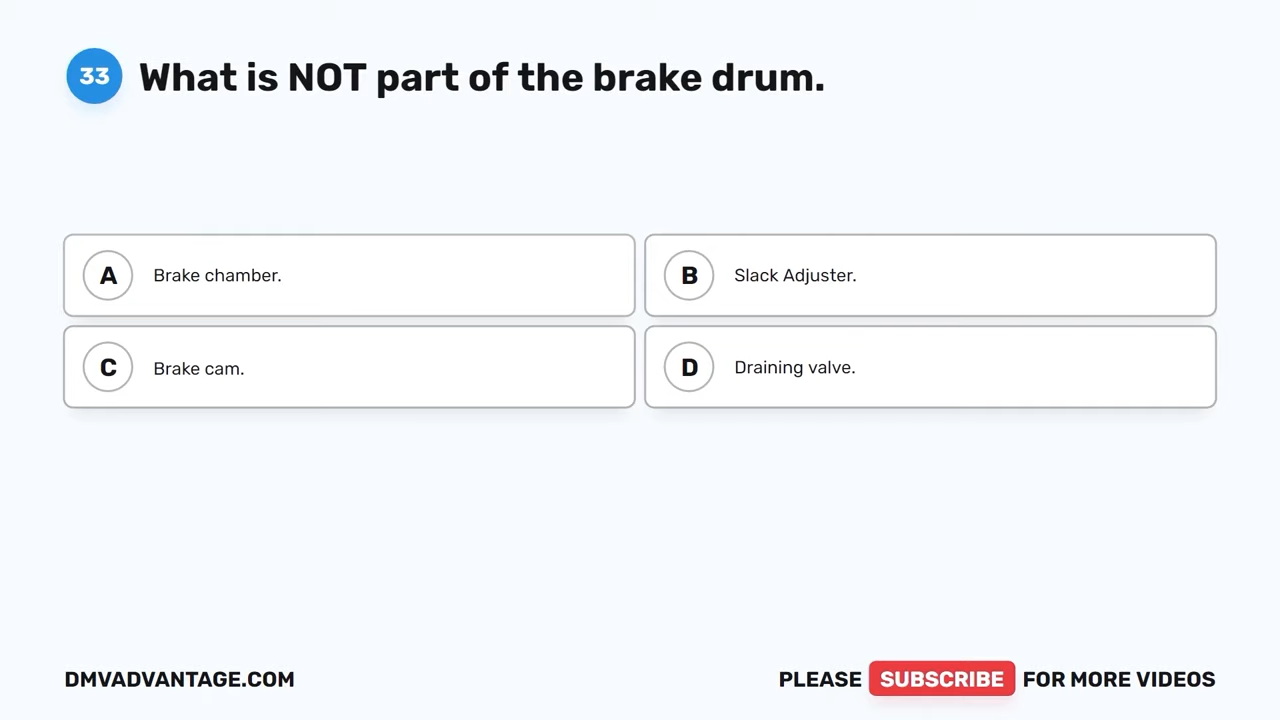 33 What is NOT part of the brake drum.
A Brake chamber.
B Slack Adjuster.
C Brake cam.
D Draining valve.
DMVADVANTAGE.COM
PLEASE SUBSCRIBE FOR MORE VIDEOS